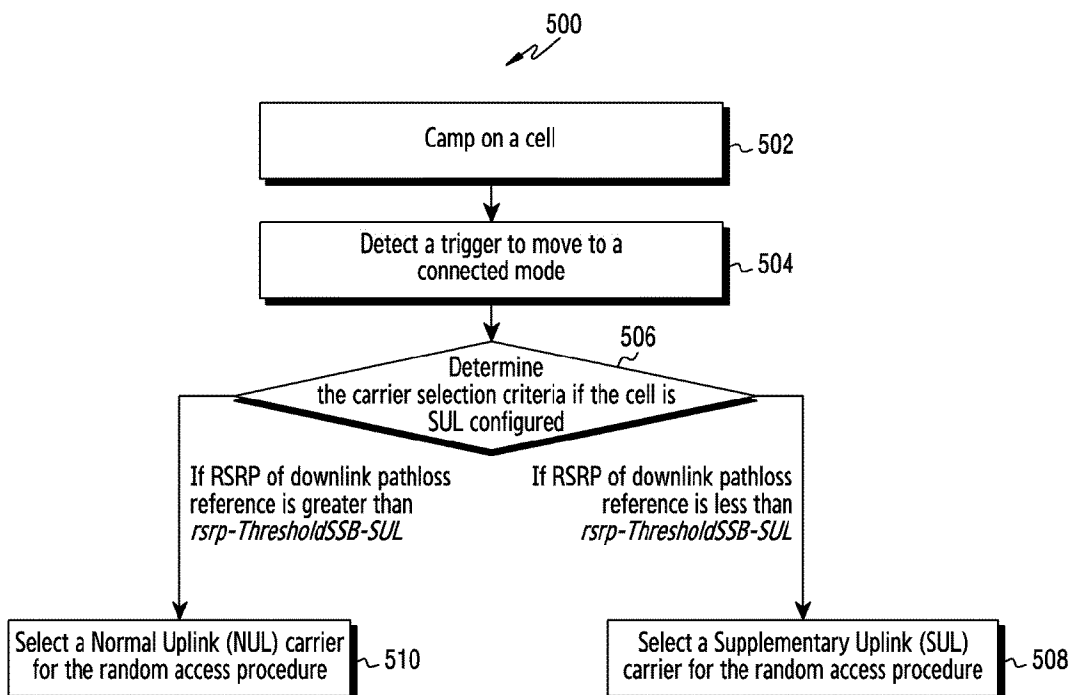 500
Camp on a cell
502
Detect a trigger to move to a
connected mode
504
506
Determine
the carrier selection criteria if the cell is
SUL configured
If RSRP of downlink pathloss
reference is greater than
rsrp-ThresholdSSB-SUL
If RSRP of downlink pathloss
reference is less than
rsrp-ThresholdSSB-SUL
Select a Normal Uplink (NUL) carrier
for the random access procedure
510
Select a Supplementary Uplink (SUL)
carrier for the random access procedure
508